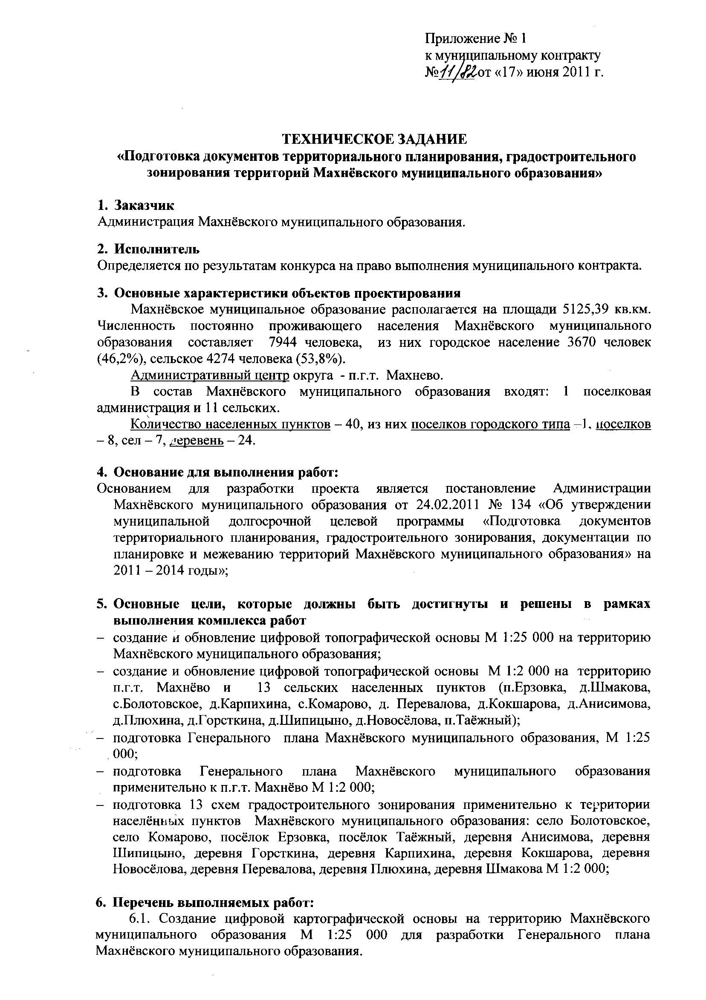 Приложение № 1
к муниципальному контракту
№ 11/82 от «17» июня 2011 г.
ТЕХНИЧЕСКОЕ ЗАДАНИЕ
«Подготовка документов территориального планирования, градостроительного
зонирования территорий Махнёвского муниципального образования»
1. Заказчик
Администрация Махнёвского муниципального образования.
2. Исполнитель
Определяется по результатам конкурса на право выполнения муниципального контракта.
3. Основные характеристики объектов проектирования
Махнёвское муниципальное образование располагается на площади 5125,39 кв.км.
Численность постоянно проживающего населения Махнёвского муниципального
образования составляет 7944 человека, из них городское население 3670 человек
(46,2%), сельское 4274 человека (53,8%).
Административный центр округа - п.г.т. Махнево.
В состав Махнёвского муниципального образования входят: 1 поселковая
администрация и 11 сельских.
Количество населенных пунктов – 40, из них поселков городского типа –1, поселков
– 8, сел – 7, деревень – 24.
4. Основание для выполнения работ:
Основанием для разработки проекта является постановление Администрации
Махнёвского муниципального образования от 24.02.2011 № 134 «Об утверждении
муниципальной долгосрочной целевой программы «Подготовка документов
территориального планирования, градостроительного зонирования, документации по
планировке и межеванию территорий Махнёвского муниципального образования» на
2011 – 2014 годы»;
5. Основные цели, которые должны быть достигнуты и решены в рамках
выполнения комплекса работ
– создание и обновление цифровой топографической основы М 1:25 000 на территорию
Махнёвского муниципального образования;
– создание и обновление цифровой топографической основы М 1:2 000 на территорию
п.г.т. Махнёво и 13 сельских населенных пунктов (п.Ерзовка, д.Шмакова,
с.Болотовское, д.Карпихина, с.Комарово, д. Перевалова, д.Кокшарова, д.Анисимова,
д.Плюхина, д.Горсткина, д.Шипицыно, д.Новосёлова, п.Таёжный);
– подготовка Генерального плана Махнёвского муниципального образования, М 1:25
000;
– подготовка Генерального плана Махнёвского муниципального образования
применительно к п.г.т. Махнёво М 1:2 000;
– подготовка 13 схем градостроительного зонирования применительно к территории
населённых пунктов Махнёвского муниципального образования: село Болотовское,
село Комарово, посёлок Ерзовка, посёлок Таёжный, деревня Анисимова, деревня
Шипицыно, деревня Горсткина, деревня Карпихина, деревня Кокшарова, деревня
Новосёлова, деревня Перевалова, деревня Плюхина, деревня Шмакова М 1:2 000;
6. Перечень выполняемых работ:
6.1. Создание цифровой картографической основы на территорию Махнёвского
муниципального образования М 1:25 000 для разработки Генерального плана
Махнёвского муниципального образования.